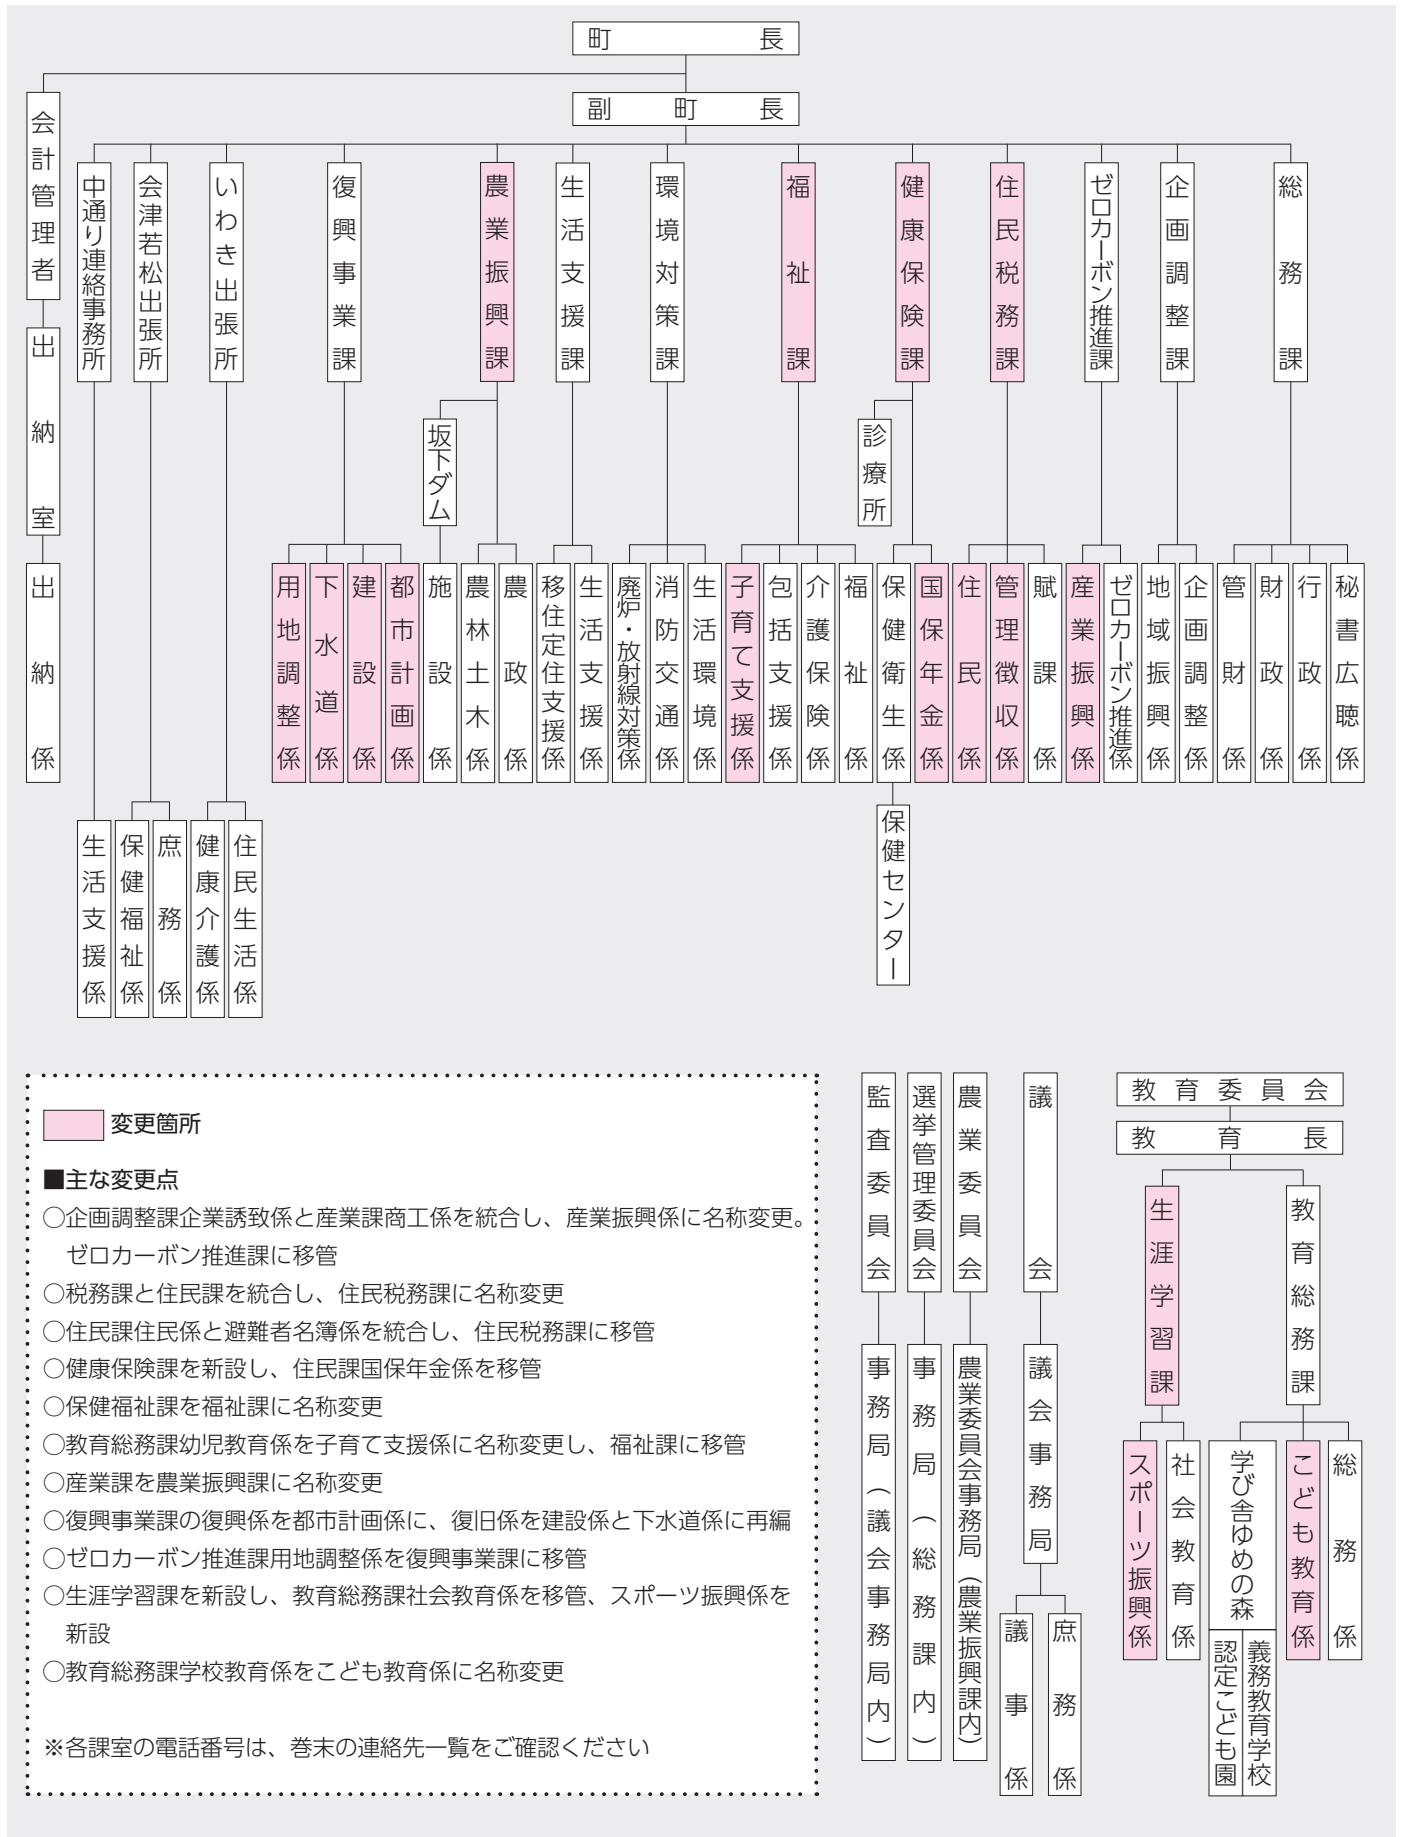 町長
副町長
会計管理者
出納室
出納係
中通り連絡事務所
会津若松出張所
いわき出張所
復興事業課
農業振興課
生活支援課
環境対策課
福祉課
健康保険課
住民税務課
ゼロカーボン推進課
企画調整課
総務課
坂下ダム
診療所
用地調整係
下水道係
建設係
都市計画係
施設係
農林土木係
農政係
移住定住支援係
生活支援係
廃炉・放射線対策係
消防交通係
生活環境係
子育て支援係
包括支援係
介護保険係
福祉係
保健衛生係
国保年金係
住民係
管理徴収係
賦課係
産業振興係
ゼロカーボン推進係
地域振興係
企画調整係
管財係
財政係
行政係
秘書広聴係
生活支援係
保健福祉係
庶務係
健康介護係
住民生活係
保健センター
変更箇所
■主な変更点
○企画調整課企業誘致係と産業課商工係を統合し、産業振興係に名称変更。
ゼロカーボン推進課に移管
○税務課と住民課を統合し、住民税務課に名称変更
○住民課住民係と避難者名簿係を統合し、住民税務課に移管
○健康保険課を新設し、住民課国保年金係を移管
○保健福祉課を福祉課に名称変更
○教育総務課幼児教育係を子育て支援係に名称変更し、福祉課に移管
○産業課を農業振興課に名称変更
○復興事業課の復興係を都市計画係に、復旧係を建設係と下水道係に再編
○ゼロカーボン推進課用地調整係を復興事業課に移管
○生涯学習課を新設し、教育総務課社会教育係を移管、スポーツ振興係を
新設
○教育総務課学校教育係をこども教育係に名称変更
※各課室の電話番号は、巻末の連絡先一覧をご確認ください
監査委員会
事務局（議会事務局内）
選挙管理委員会
事務局（総務課内）
農業委員会
農業委員会事務局（農業振興課内）
議会
議会事務局
議事係
庶務係
教育委員会
教育長
生涯学習課
教育総務課
スポーツ振興係
社会教育係
学び舎ゆめの森
認定こども園
義務教育学校
こども教育係
総務係